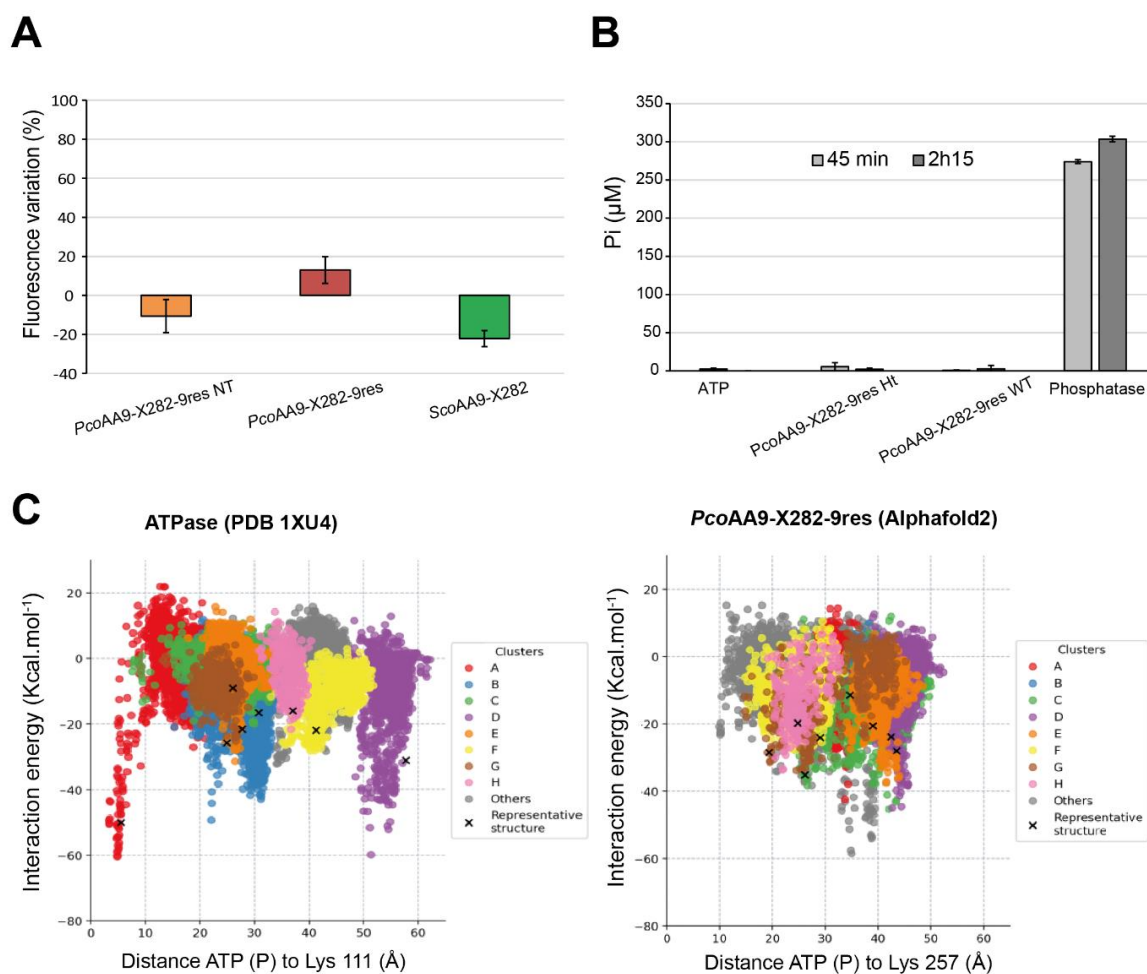 A
Fluorescnce variation (%)
100
80
60
40
20
0
-20
-40
PcoAA9-X282-9res NT
PcoAA9-X282-9res
ScoAA9-X282
B
Pi (µM)
350
300
250
200
150
100
50
0
45 min
2h15
ATP
PcoAA9-X282-9res Ht
PcoAA9-X282-9res WT
Phosphatase
C
ATPase (PDB 1XU4)
Interaction energy (Kcal.mol-1)
20
0
-20
-40
-60
-80
0 10 20 30 40 50 60
Distance ATP (P) to Lys 111 (Å)
Clusters
A
B
C
D
E
F
G
H
Others
Representative
structure
PcoAA9-X282-9res (Alphafold2)
Interaction energy (Kcal.mol-1)
20
0
-20
-40
-60
-80
0 10 20 30 40 50 60
Distance ATP (P) to Lys 257 (Å)
Clusters
A
B
C
D
E
F
G
H
Others
Representative
structure